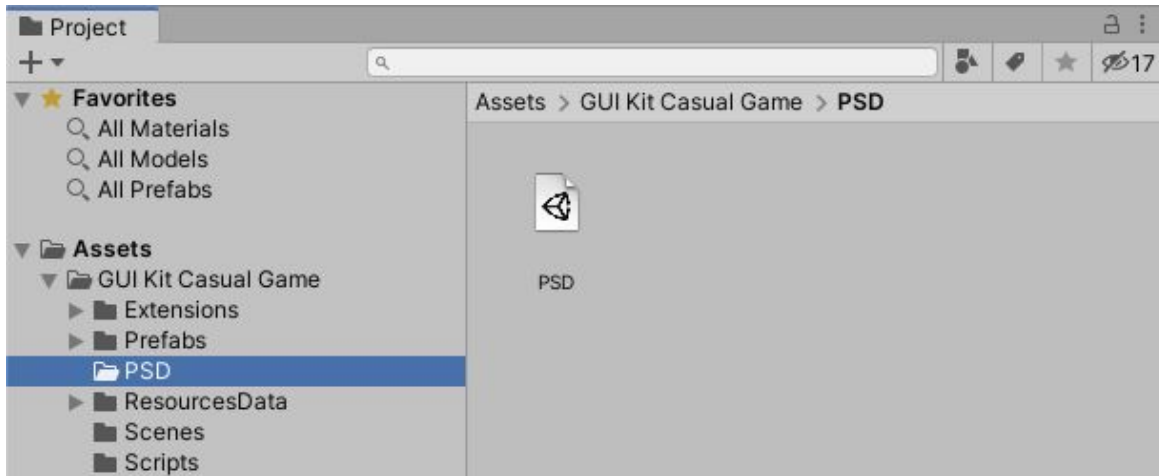 Project
17
Favorites
All Materials
All Models
All Prefabs
Assets
GUI Kit Casual Game
Extensions
Prefabs
PSD
ResourcesData
Scenes
Scripts
Assets > GUI Kit Casual Game > PSD
PSD